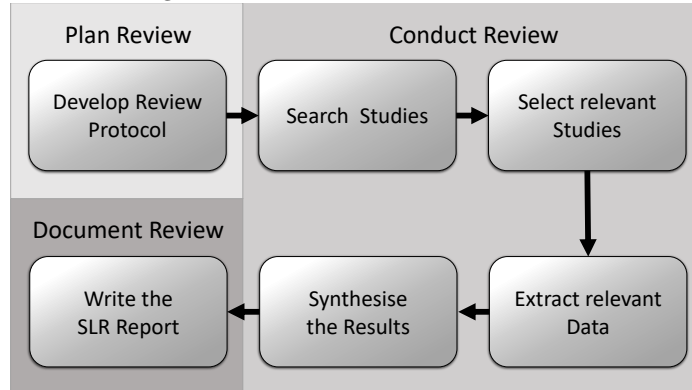 Plan Review
Conduct Review
Develop Review
Protocol
Search Studies
Select relevant
Studies
Document Review
Write the
SLR Report
Synthesise
the Results
Extract relevant
Data